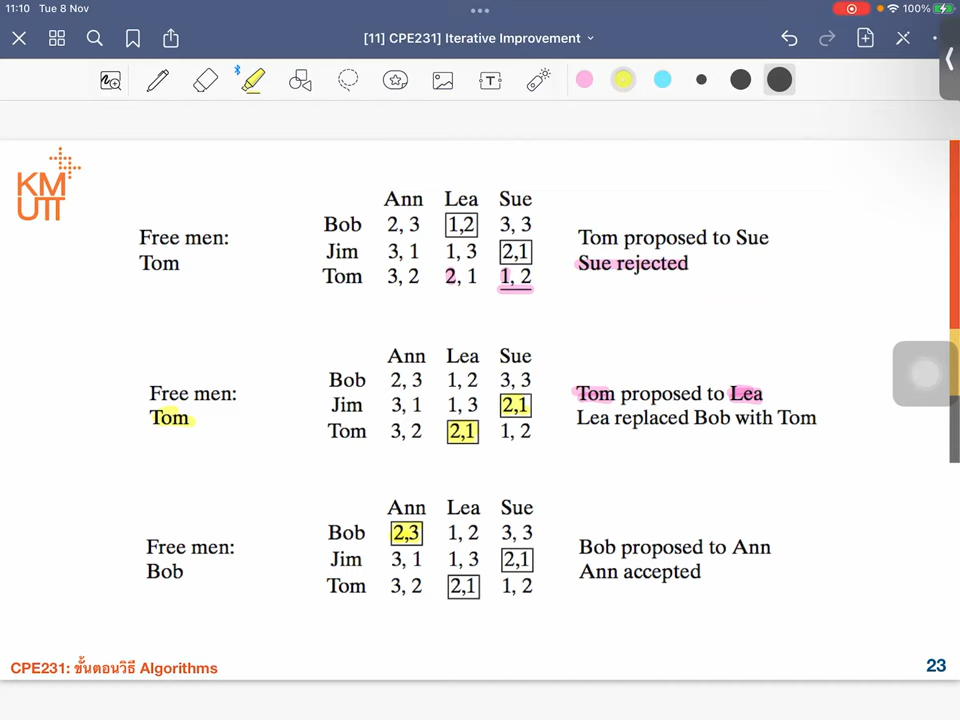 11:10 Tue 8 Nov
100%
[11] CPE231] Iterative Improvement
T
KM
UTT
Ann Lea Sue
Bob 2, 3 1,2 3, 3
Free men:
Tom
Jim 3, 1 1, 3 2,1
Tom 3, 2 2, 1 1, 2
Tom proposed to Sue
Sue rejected
Ann Lea Sue
Bob 2, 3 1, 2 3, 3
Free men:
Tom
Jim 3, 1 1, 3 2,1
Tom 3, 2 2,1 1, 2
Tom proposed to Lea
Lea replaced Bob with Tom
Ann Lea Sue
Bob 2,3 1, 2 3, 3
Free men:
Bob
Jim 3, 1 1, 3 2,1
Tom 3, 2 2,1 1, 2
Bob proposed to Ann
Ann accepted
CPE231: ขั้นตอนวิธี Algorithms
23